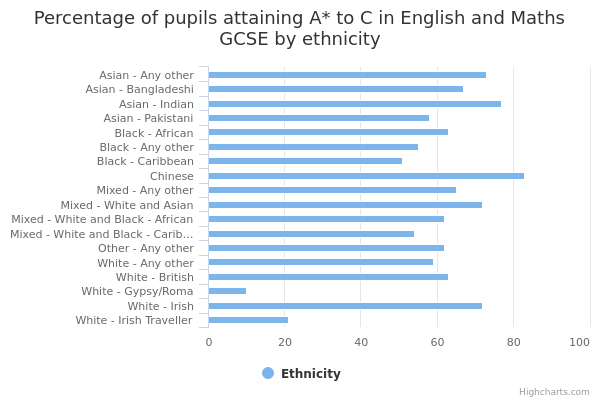 Percentage of pupils attaining A* to C in English and Maths
GCSE by ethnicity
Asian - Any other
Asian - Bangladeshi
Asian - Indian
Asian - Pakistani
Black - African
Black - Any other
Black - Caribbean
Chinese
Mixed - Any other
Mixed - White and Asian
Mixed - White and Black - African
Mixed - White and Black - Carib...
Other - Any other
White - Any other
White - British
White - Gypsy/Roma
White - Irish
White - Irish Traveller
0 20 40 60 80 100
Ethnicity
Highcharts.com